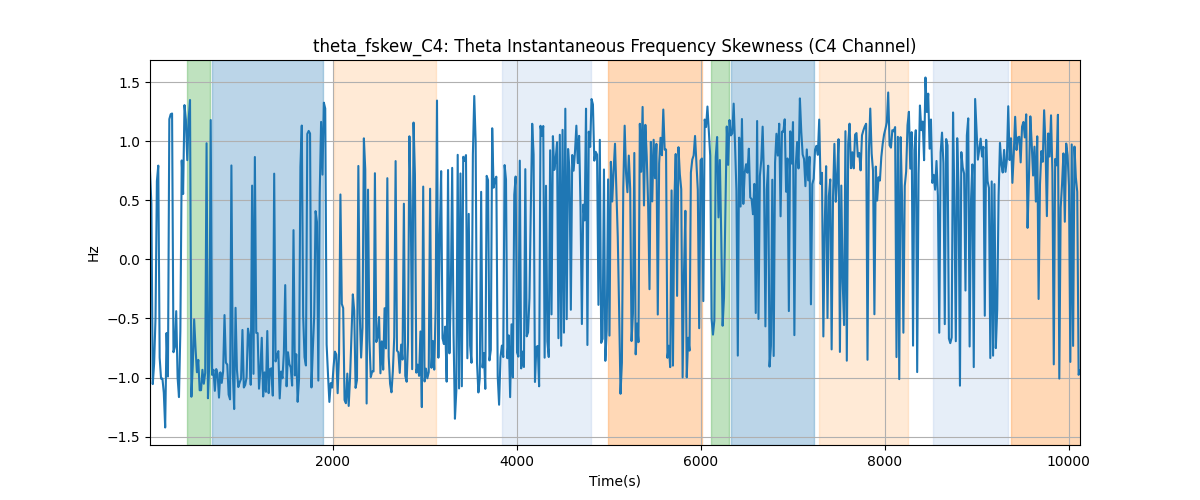 theta_fskew_C4: Theta Instantaneous Frequency Skewness (C4 Channel)
1.5
1.0
0.5
0.0
−0.5
−1.0
−1.5
Hz
2000 4000 6000 8000 10000
Time(s)